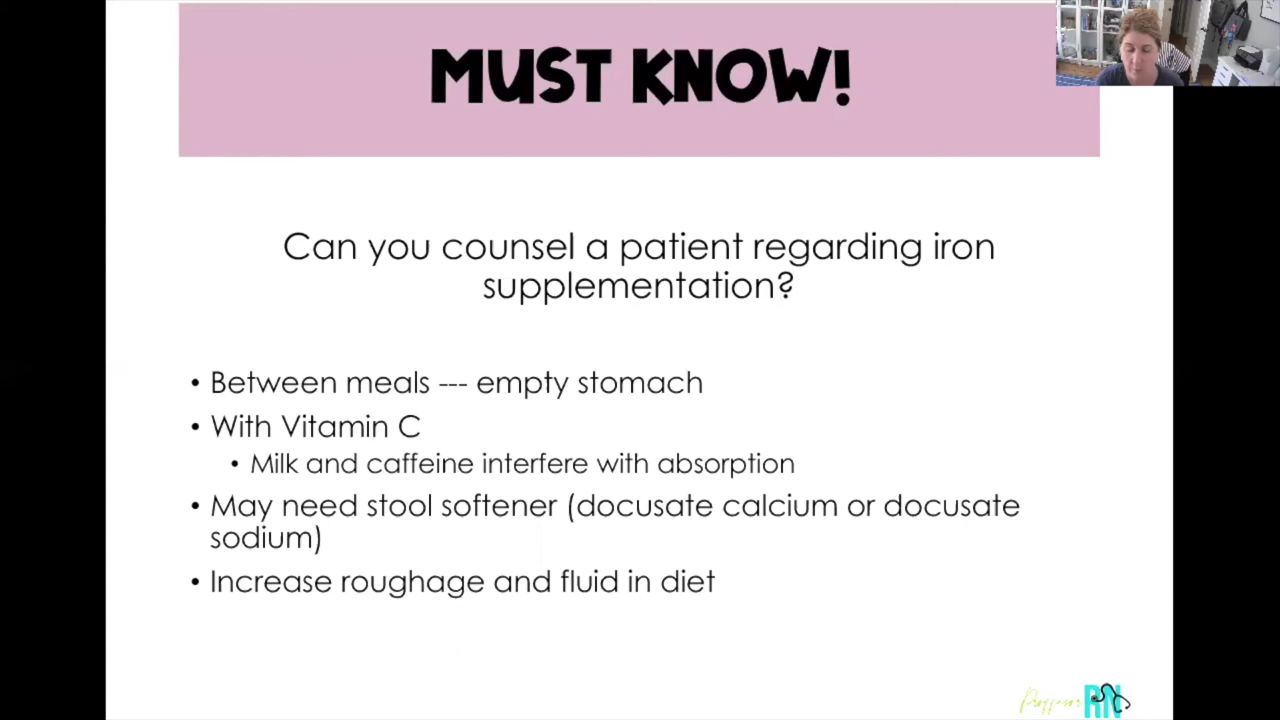 MUST KNOW!
Can you counsel a patient regarding iron
supplementation?
• Between meals --- empty stomach
• With Vitamin C
• Milk and caffeine interfere with absorption
• May need stool softener (docusate calcium or docusate
sodium)
• Increase roughage and fluid in diet
Professor RN